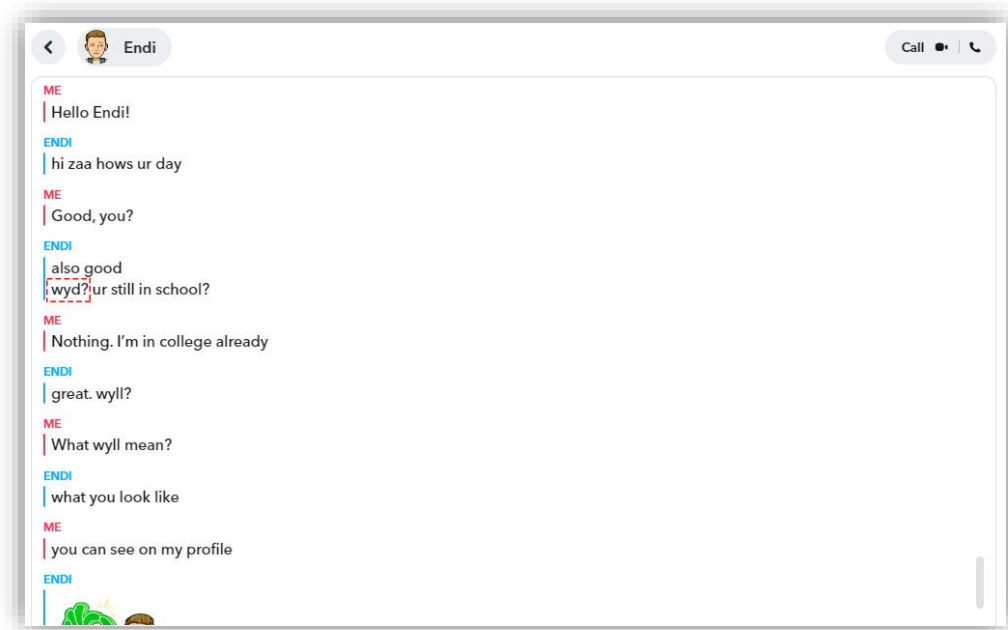 Endi
Call
ME
Hello Endi!
ENDI
hi zaa hows ur day
ME
Good, you?
ENDI
also good
wyd? ur still in school?
ME
Nothing. I'm in college already
ENDI
great. wyll?
ME
What wyll mean?
ENDI
what you look like
ME
you can see on my profile
ENDI